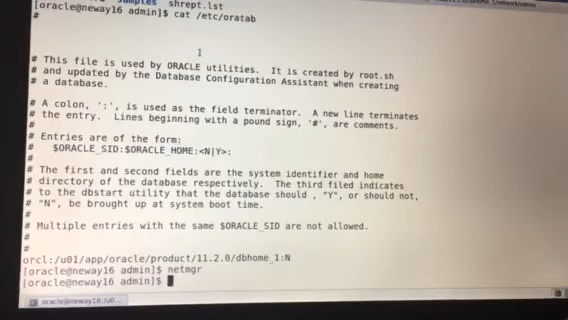 samples shrept.lst
[oracle@neway16 admin]$ cat /etc/oratab
#
# This file is used by ORACLE utilities. It is created by root.sh
# and updated by the Database Configuration Assistant when creating
# a database.
# A colon, ':', is used as the field terminator. A new line terminates
# the entry. Lines beginning with a pound sign, '#', are comments.
#
# Entries are of the form:
# $ORACLE_SID:$ORACLE_HOME:<N|Y>:
#
# The first and second fields are the system identifier and home
# directory of the database respectively. The third filed indicates
# to the dbstart utility that the database should , "Y", or should not,
# "N", be brought up at system boot time.
#
# Multiple entries with the same $ORACLE_SID are not allowed.
#
#
orcl:/u01/app/oracle/product/11.2.0/dbhome_1:N
[oracle@neway16 admin]$ netmgr
[oracle@neway16 admin]$
oracle@neway16:/u0...